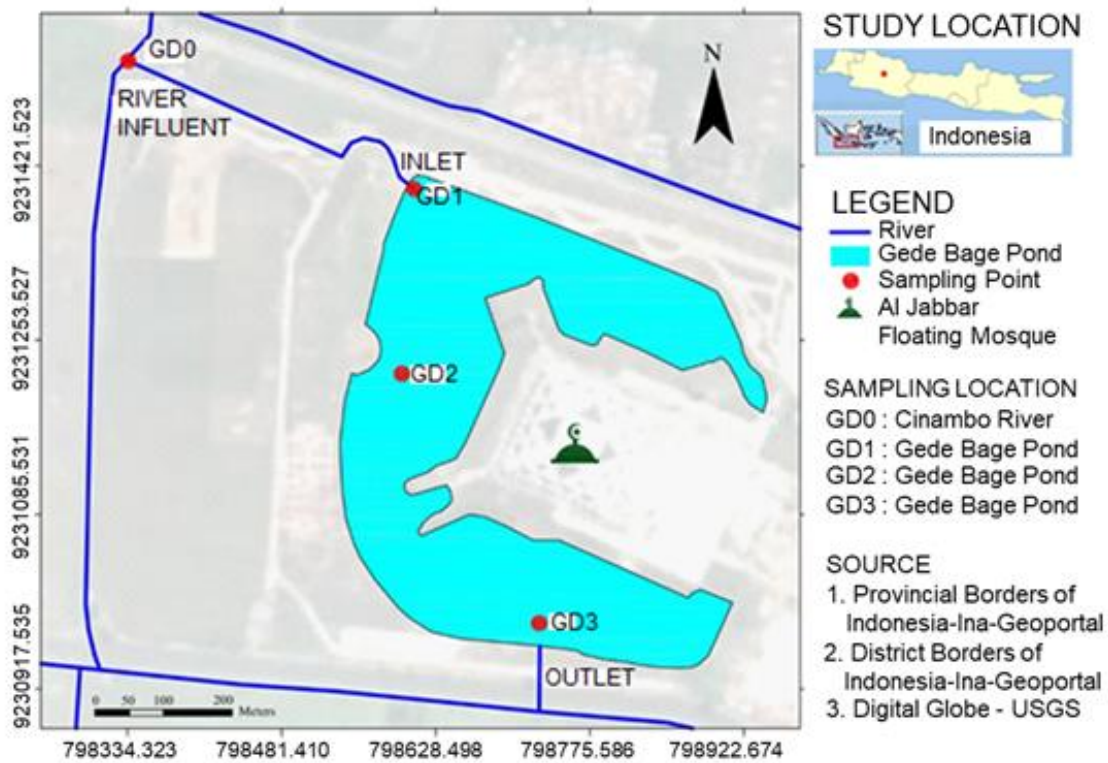 GD0
RIVER
INFLUENT
INLET
GD1
GD2
GD3
OUTLET
N
0 50 100 200
Meters
9231421.523
9231253.527
9231085.531
9230917.535
798334.323 798481.410 798628.498 798775.586 798922.674
STUDY LOCATION
Indonesia
LEGEND
River
Gede Bage Pond
Sampling Point
Al Jabbar
Floating Mosque
SAMPLING LOCATION
GD0 : Cinambo River
GD1 : Gede Bage Pond
GD2 : Gede Bage Pond
GD3 : Gede Bage Pond
SOURCE
1. Provincial Borders of
Indonesia-Ina-Geoportal
2. District Borders of
Indonesia-Ina-Geoportal
3. Digital Globe - USGS